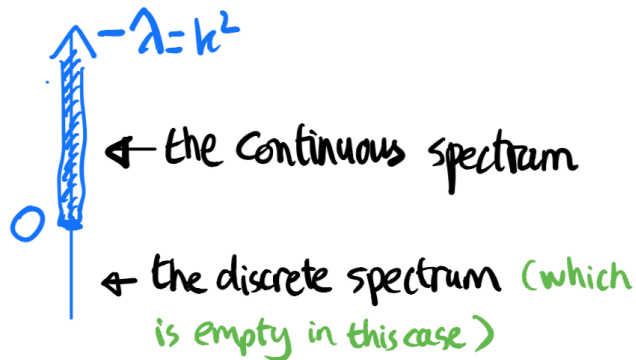 -λ=k²
← the continuous spectrum
0
← the discrete spectrum (which
is empty in this case)